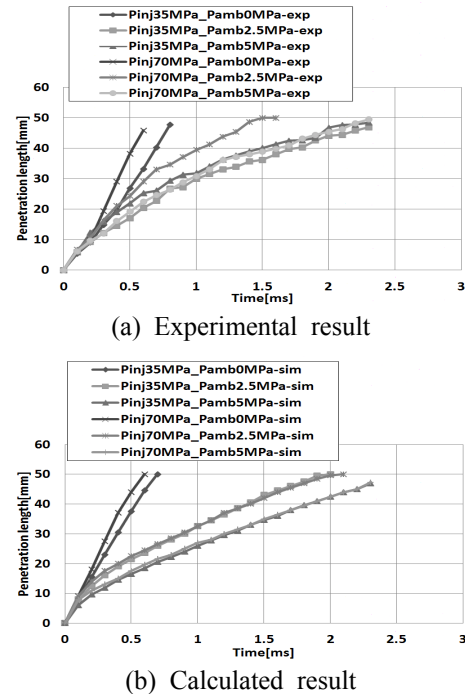 Pinj35MPa_Pamb0MPa-exp
Pinj35MPa_Pamb2.5MPa-exp
Pinj35MPa_Pamb5MPa-exp
Pinj70MPa_Pamb0MPa-exp
Pinj70MPa_Pamb2.5MPa-exp
Pinj70MPa_Pamb5MPa-exp
Penetration length[mm]
60
50
40
30
20
10
0
0 0.5 1 1.5 2 2.5 3
Time[ms]
(a) Experimental result
Pinj35MPa_Pamb0MPa-sim
Pinj35MPa_Pamb2.5MPa-sim
Pinj35MPa_Pamb5MPa-sim
Pinj70MPa_Pamb0MPa-sim
Pinj70MPa_Pamb2.5MPa-sim
Pinj70MPa_Pamb5MPa-sim
Penetration length[mm]
60
50
40
30
20
10
0
0 0.5 1 1.5 2 2.5 3
Time[ms]
(b) Calculated result